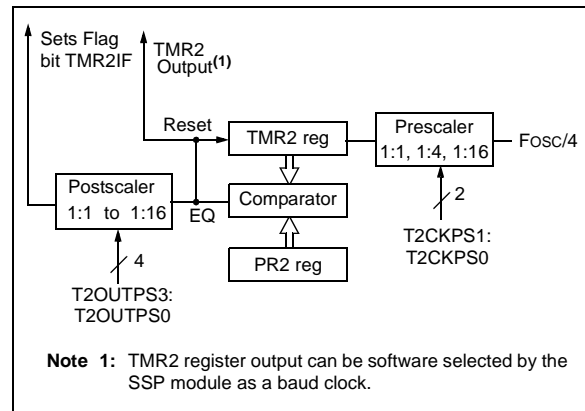 Sets Flag
bit TMR2IF
TMR2
Output(1)
Reset
TMR2 reg
Prescaler
1:1, 1:4, 1:16
FOSC/4
2
T2CKPS1:
T2CKPS0
Postscaler
1:1 to 1:16
EQ
Comparator
4
T2OUTPS3:
T2OUTPS0
PR2 reg
Note 1: TMR2 register output can be software selected by the
SSP module as a baud clock.